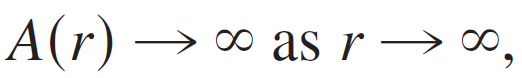 A(r) ⟶ ∞ as r ⟶ ∞,